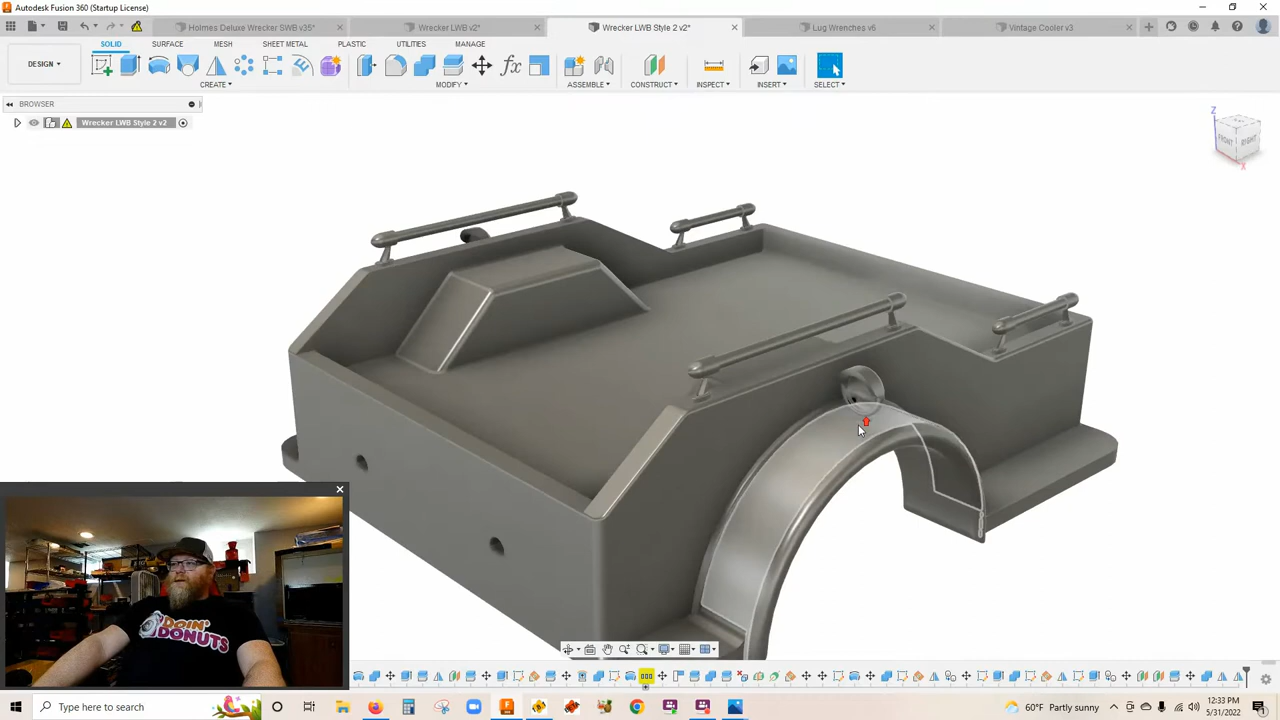 Autodesk Fusion 360 (Startup License)
Holmes Deluxe Wrecker SWB v35*
Wrecker LWB v2*
Wrecker LWB Style 2 v2*
Lug Wrenches v6
Vintage Cooler v3
SOLID SURFACE MESH SHEET METAL PLASTIC UTILITIES MANAGE
DESIGN
CREATE MODIFY ASSEMBLE CONSTRUCT INSPECT INSERT SELECT
BROWSER
Wrecker LWB Style 2 v2
Z
FRONT RIGHT
X
DOIN'
DONUTS
Type here to search
60°F Partly sunny
12:33 PM
5/31/2022